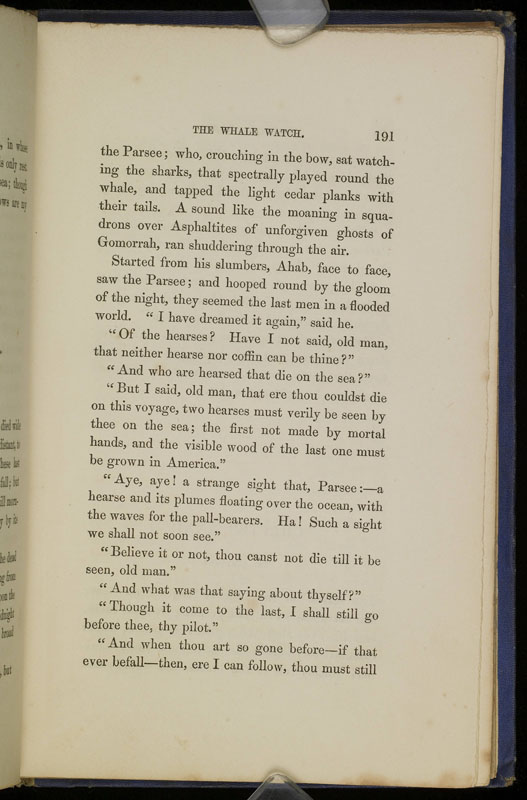 THE WHALE WATCH. 191
the Parsee; who, crouching in the bow, sat watch-
ing the sharks, that spectrally played round the
whale, and tapped the light cedar planks with
their tails. A sound like the moaning in squa-
drons over Asphaltites of unforgiven ghosts of
Gomorrah, ran shuddering through the air.
Started from his slumbers, Ahab, face to face,
saw the Parsee; and hooped round by the gloom
of the night, they seemed the last men in a flooded
world. “ I have dreamed it again,” said he.
“Of the hearses? Have I not said, old man,
that neither hearse nor coffin can be thine?”
“And who are hearsed that die on the sea?”
“But I said, old man, that ere thou couldst die
on this voyage, two hearses must verily be seen by
thee on the sea; the first not made by mortal
hands, and the visible wood of the last one must
be grown in America.”
“Aye, aye! a strange sight that, Parsee:—a
hearse and its plumes floating over the ocean, with
the waves for the pall-bearers. Ha! Such a sight
we shall not soon see.”
“Believe it or not, thou canst not die till it be
seen, old man.”
“And what was that saying about thyself?”
“Though it come to the last, I shall still go
before thee, thy pilot.”
“And when thou art so gone before—if that
ever befall—then, ere I can follow, thou must still